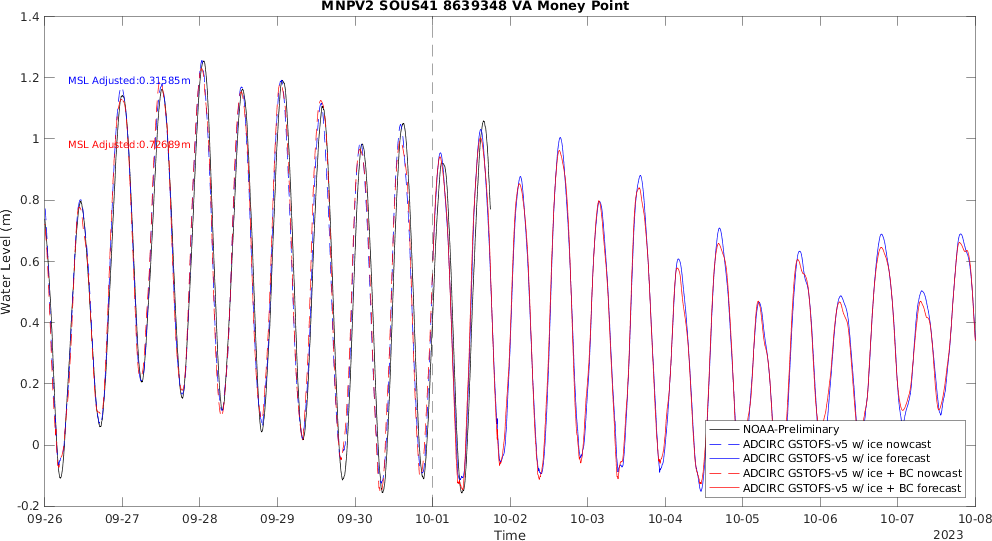 MNPV2 SOUS41 8639348 VA Money Point
1.4
1.2
1
0.8
0.6
0.4
0.2
0
-0.2
Water Level (m)
MSL Adjusted:0.31585m
MSL Adjusted:0.72689m
NOAA-Preliminary
ADCIRC GSTOFS-v5 w/ ice nowcast
ADCIRC GSTOFS-v5 w/ ice forecast
ADCIRC GSTOFS-v5 w/ ice + BC nowcast
ADCIRC GSTOFS-v5 w/ ice + BC forecast
09-26 09-27 09-28 09-29 09-30 10-01 10-02 10-03 10-04 10-05 10-06 10-07 10-08
Time
2023